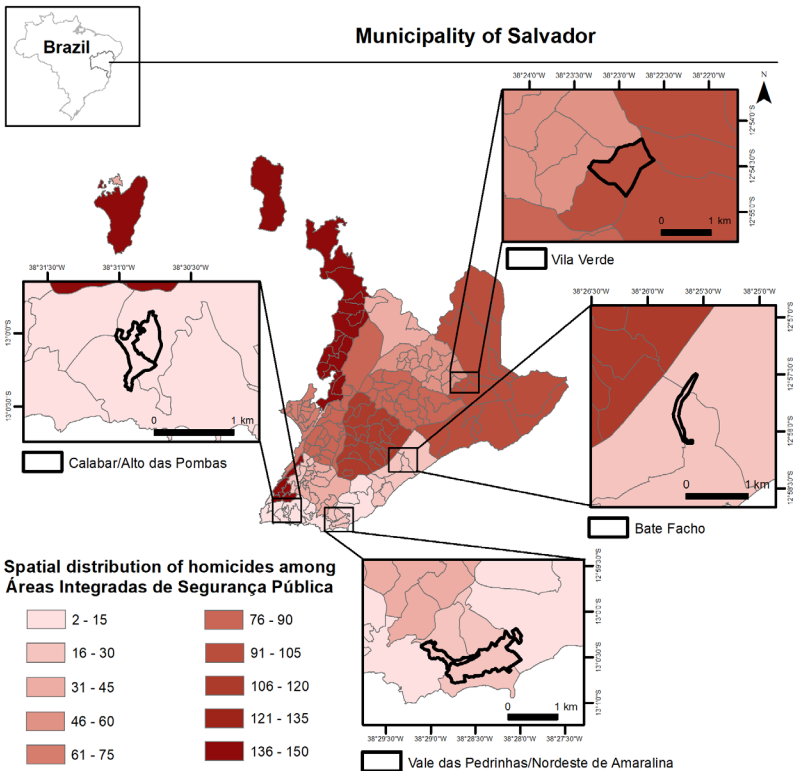 Brazil
Municipality of Salvador
38°24'0"W 38°23'30"W 38°23'0"W 38°22'30"W 38°22'0"W
N
12°54'0"S
12°54'30"S
12°55'0"S
0 1 km
Vila Verde
38°31'30"W 38°31'0"W 38°30'30"W
13°0'0"S
13°0'30"S
0 1 km
Calabar/Alto das Pombas
38°26'30"W 38°26'0"W 38°25'30"W 38°25'0"W
12°57'0"S
12°57'30"S
12°58'0"S
12°58'30"S
0 1 km
Bate Facho
Spatial distribution of homicides among
Áreas Integradas de Segurança Pública
2 - 15
16 - 30
31 - 45
46 - 60
61 - 75
76 - 90
91 - 105
106 - 120
121 - 135
136 - 150
12°59'30"S
13°0'0"S
13°0'30"S
13°1'0"S
0 1 km
38°29'30"W 38°29'0"W 38°28'30"W 38°28'0"W 38°27'30"W
Vale das Pedrinhas/Nordeste de Amaralina